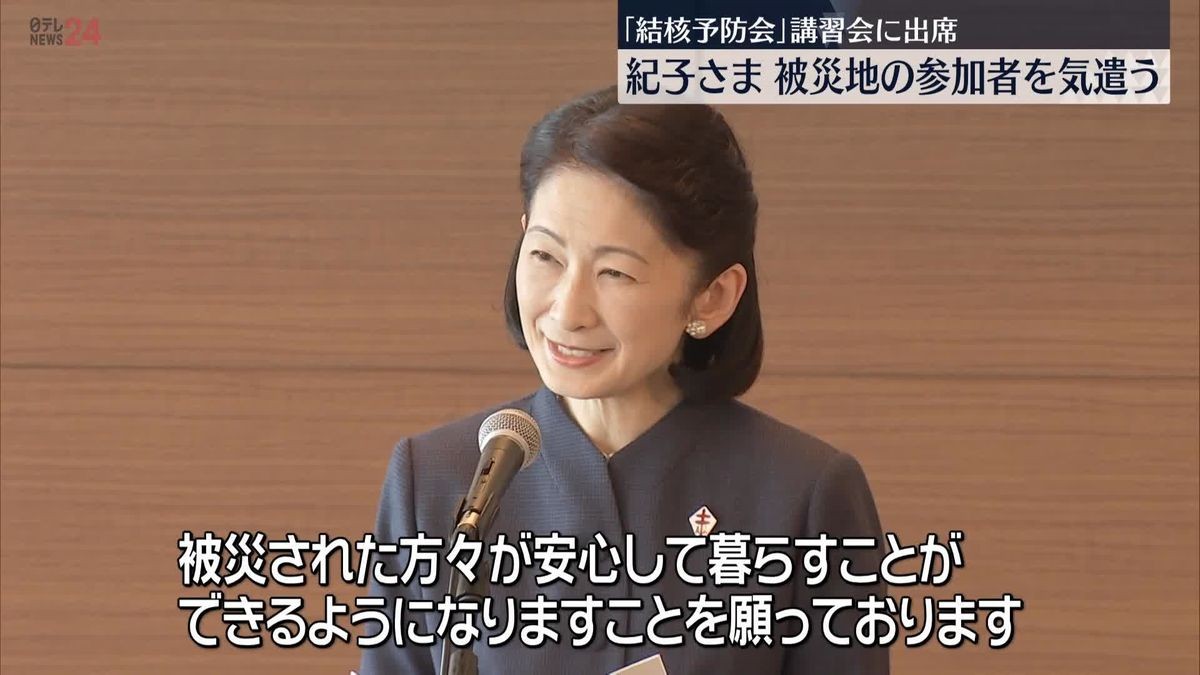 日テレ
NEWS24
「結核予防会」講習会に出席
紀子さま 被災地の参加者を気遣う
被災された方々が安心して暮らすことが
できるようになりますことを願っております